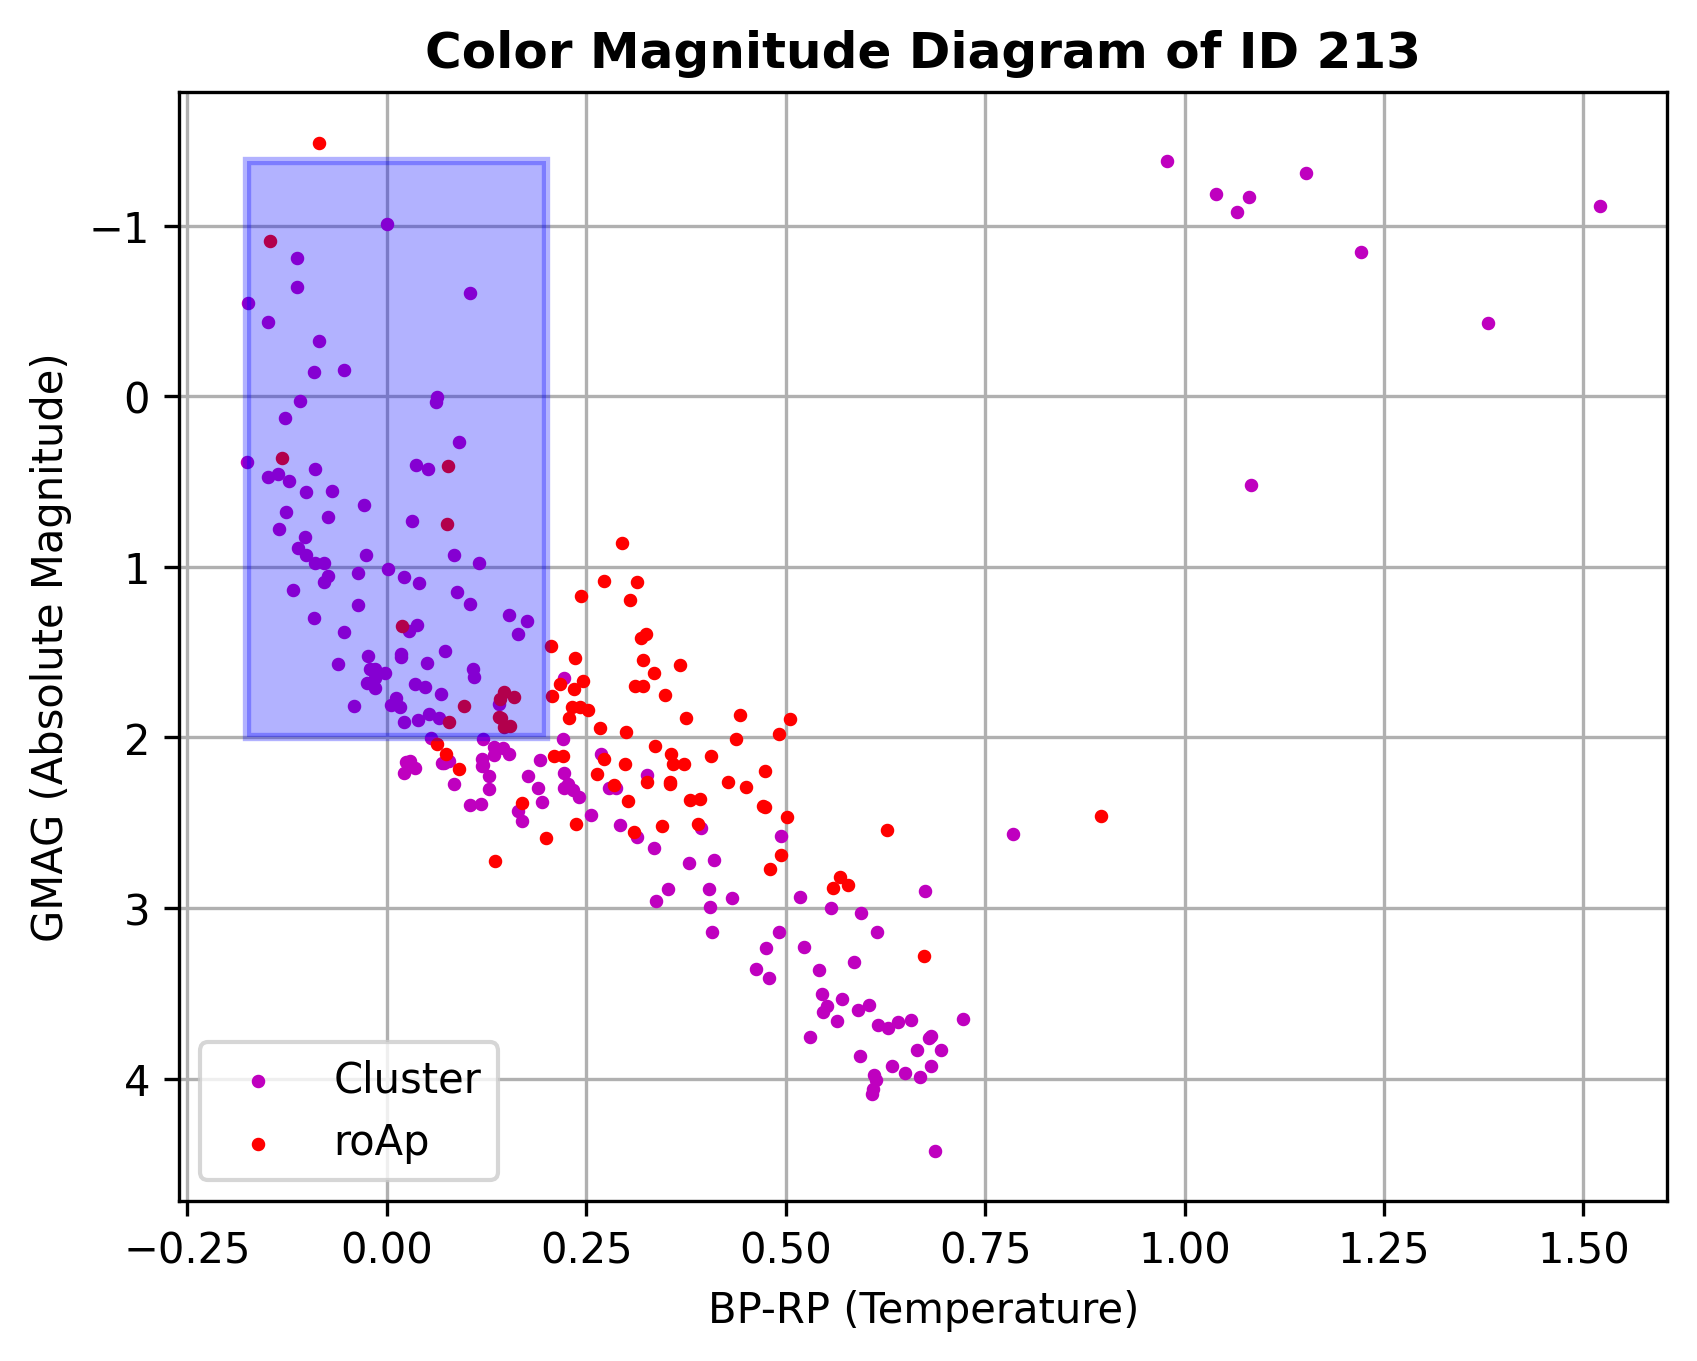 Color Magnitude Diagram of ID 213
GMAG (Absolute Magnitude)
−1
0
1
2
3
4
Cluster
roAp
−0.25 0.00 0.25 0.50 0.75 1.00 1.25 1.50
BP-RP (Temperature)